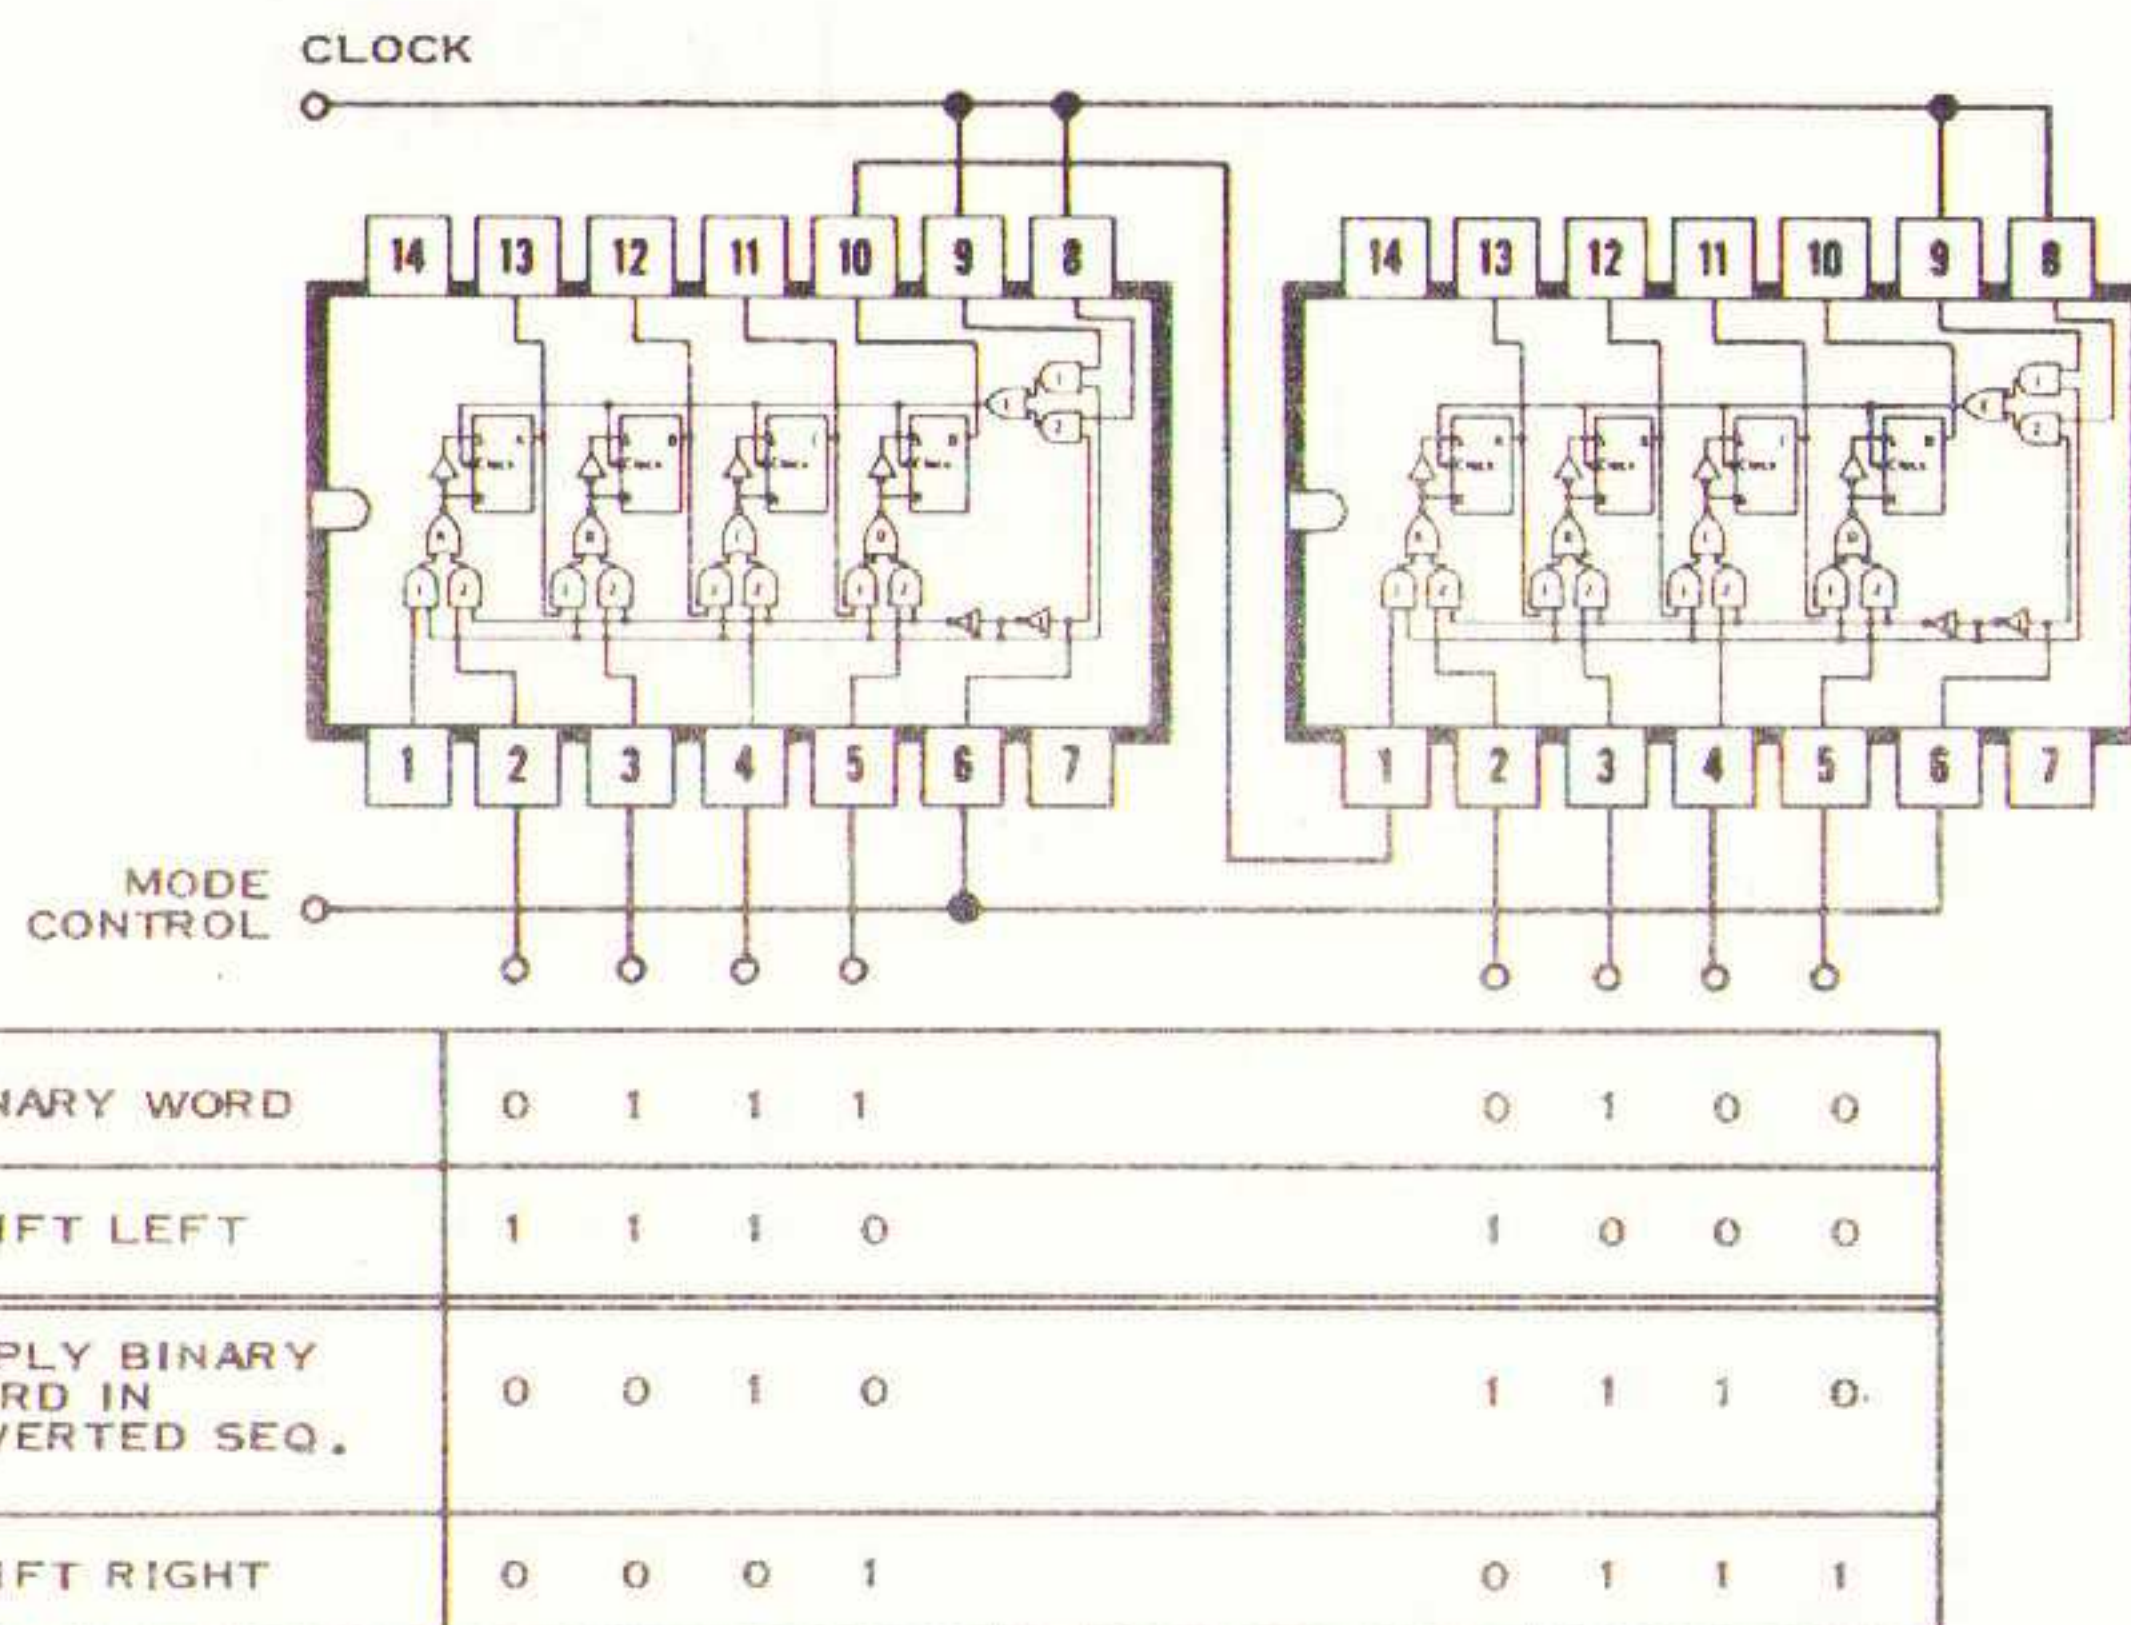 CLOCK
14 13 12 11 10 9 8
14 13 12 11 10 9 8
1 2 3 4 5 6 7
1 2 3 4 5 6 7
MODE
CONTROL
NARY WORD 0 1 1 1 0 1 0 0
IFT LEFT 1 1 1 0 1 0 0 0
PLY BINARY
RD IN 0 0 1 0 1 1 1 0
VERTED SEQ.
IFT RIGHT 0 0 0 1 0 1 1 1